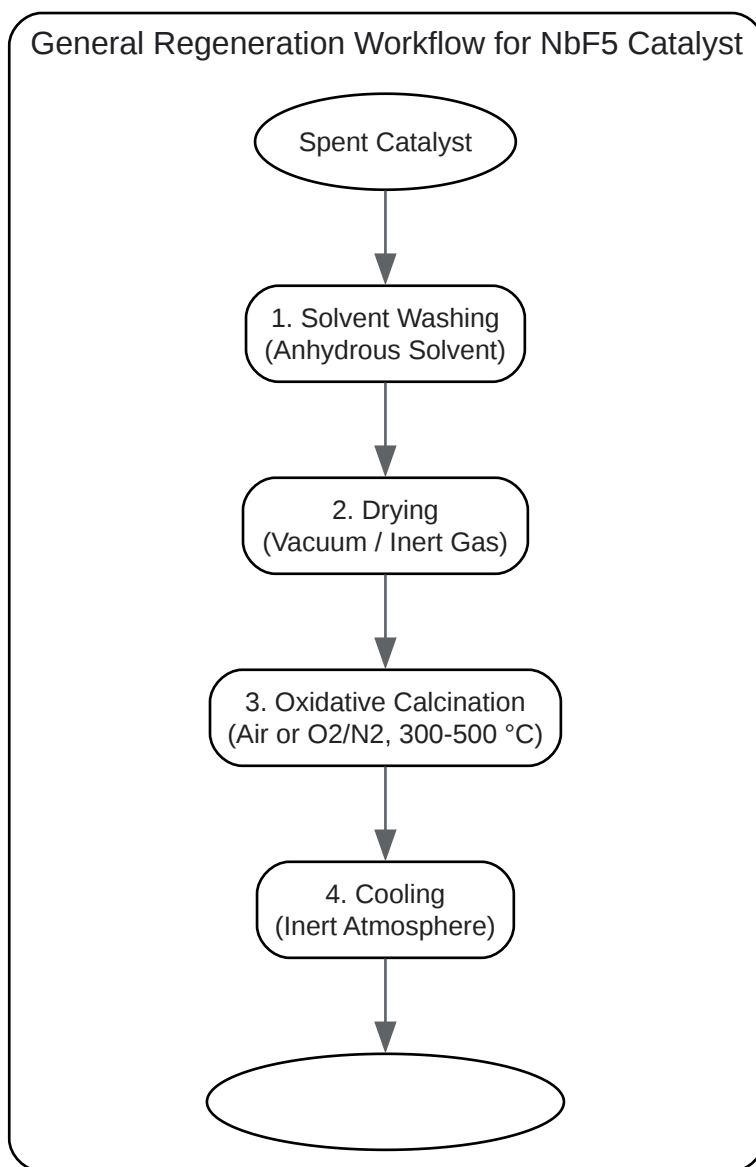 General Regeneration Workflow for NbF5 Catalyst
Spent Catalyst
1. Solvent Washing
(Anhydrous Solvent)
2. Drying
(Vacuum / Inert Gas)
3. Oxidative Calcination
(Air or O2/N2, 300-500 °C)
4. Cooling
(Inert Atmosphere)